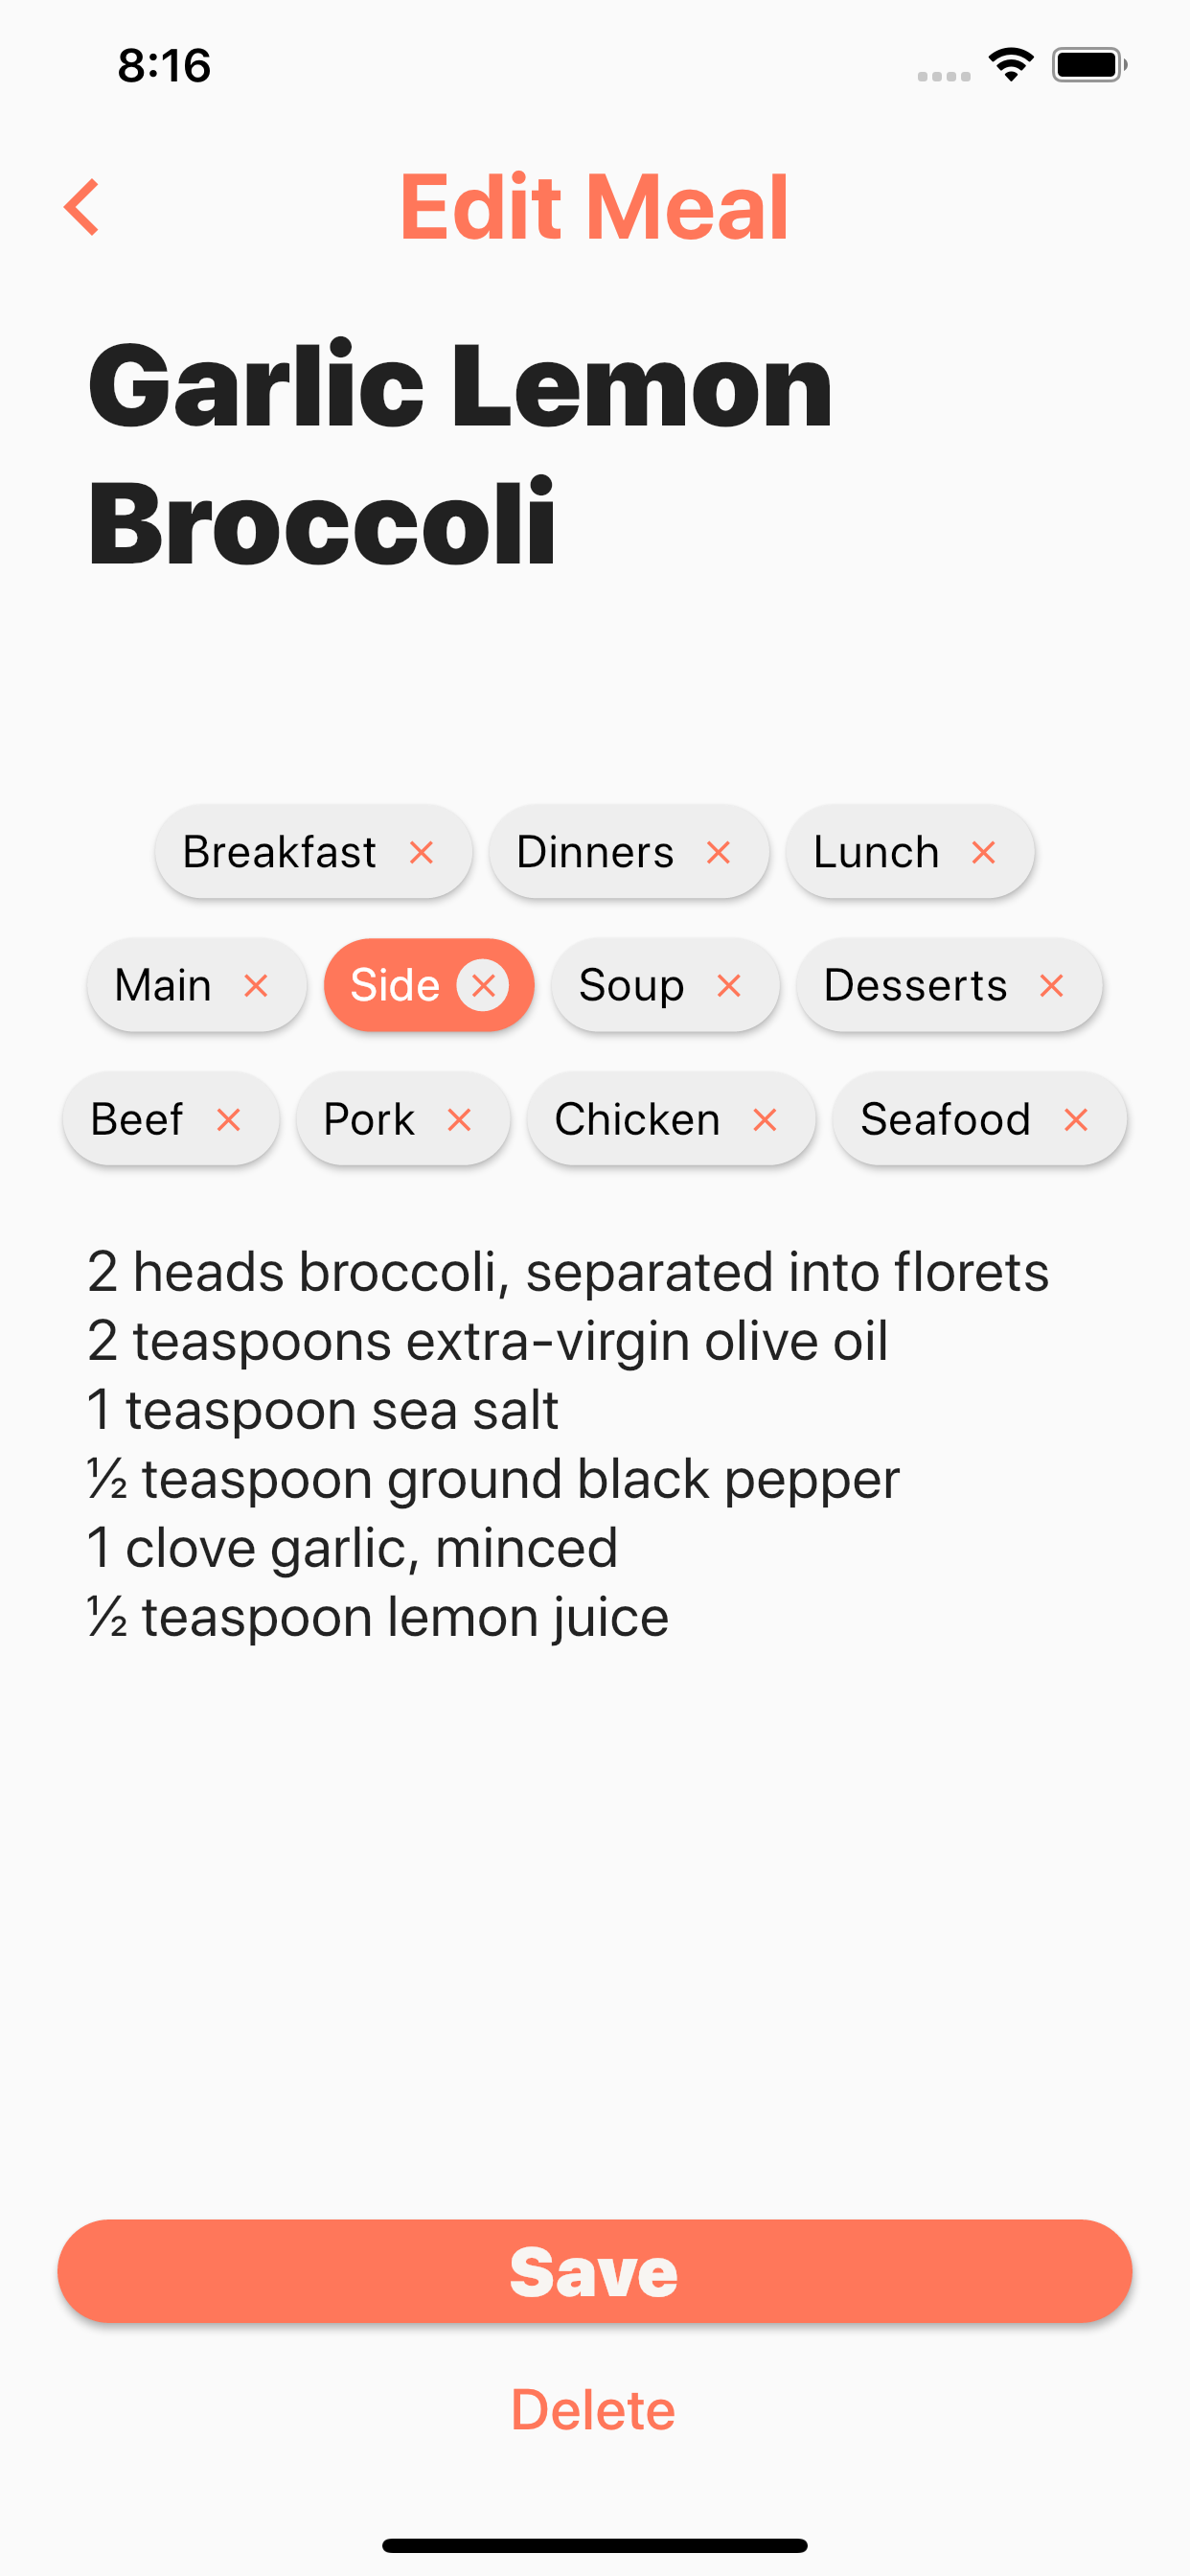 8:16
Edit Meal
Garlic Lemon
Broccoli
Breakfast Dinners Lunch
Main Side Soup Desserts
Beef Pork Chicken Seafood
2 heads broccoli, separated into florets
2 teaspoons extra-virgin olive oil
1 teaspoon sea salt
½ teaspoon ground black pepper
1 clove garlic, minced
½ teaspoon lemon juice
Save
Delete